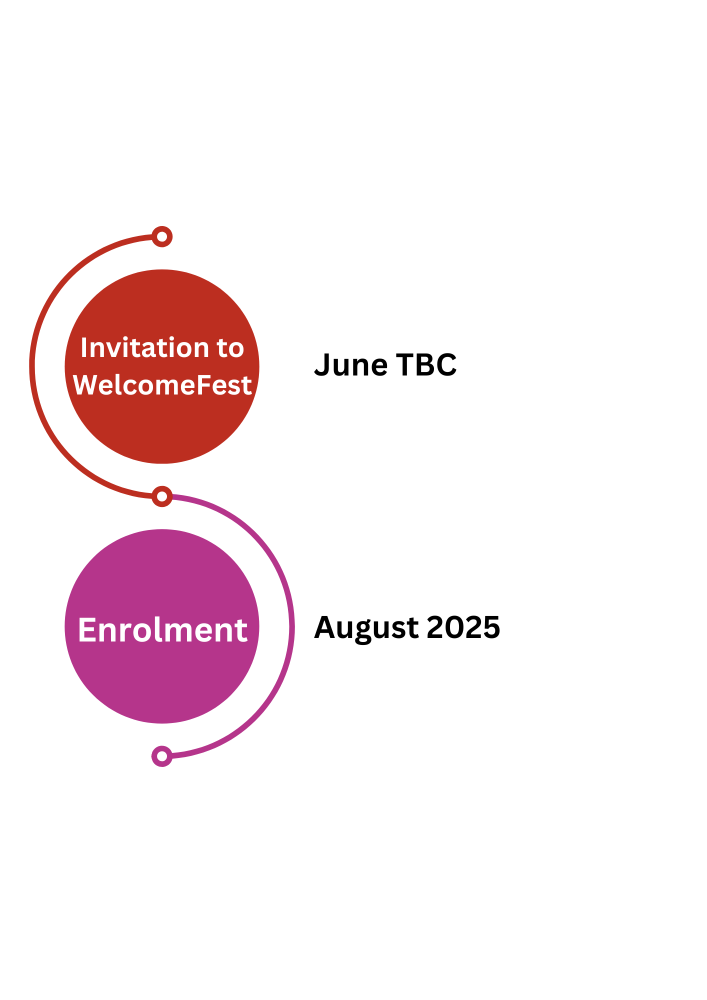 Invitation to
WelcomeFest
June TBC
Enrolment
August 2025